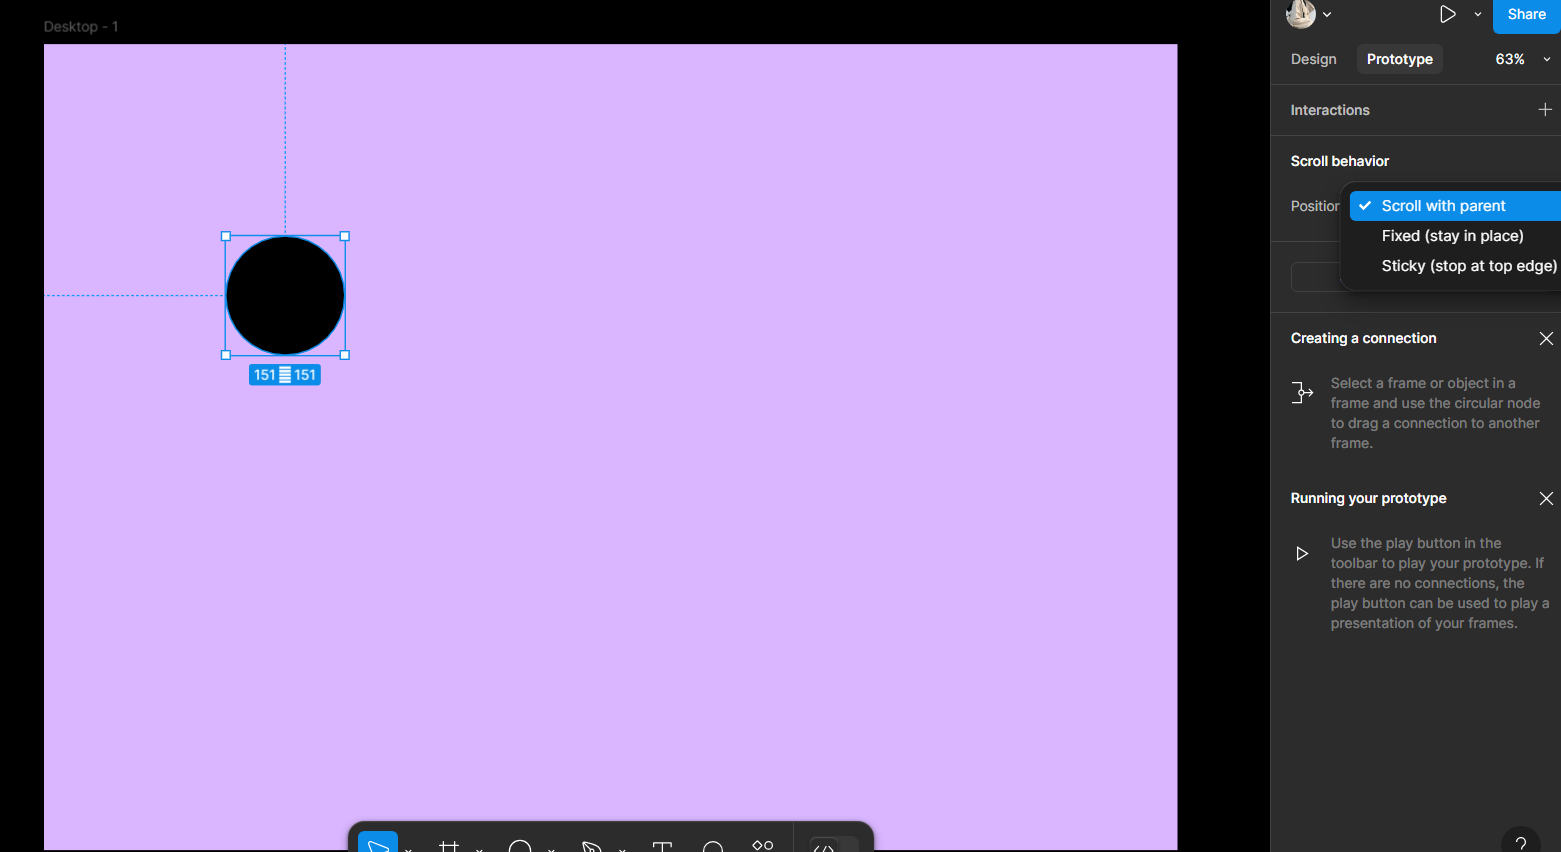 Desktop - 1
Share
Design
Prototype
63%
Interactions
Scroll behavior
Position
Scroll with parent
Fixed (stay in place)
Sticky (stop at top edge)
151
151
Creating a connection
Select a frame or object in a
frame and use the circular node
to drag a connection to another
frame.
Running your prototype
Use the play button in the
toolbar to play your prototype. If
there are no connections, the
play button can be used to play a
presentation of your frames.
?